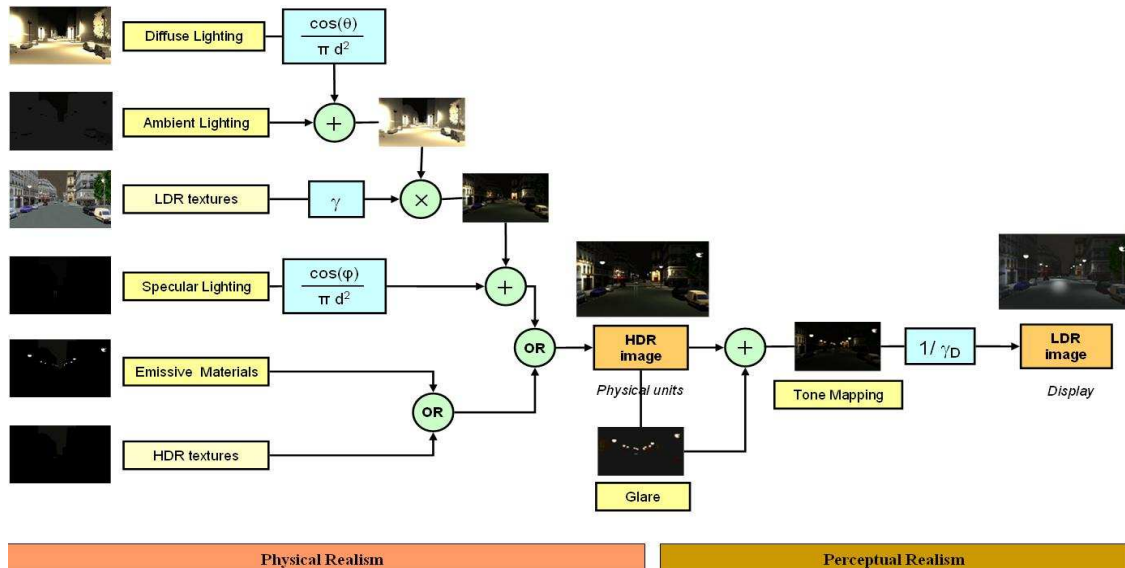 Diffuse Lighting
cos(θ)
π d²
Ambient Lighting
+
LDR textures
γ
×
Specular Lighting
cos(φ)
π d²
+
OR
HDR
image
Physical units
+
1/ γD
LDR
image
Display
Emissive Materials
OR
Tone Mapping
HDR textures
Glare
Physical Realism
Perceptual Realism